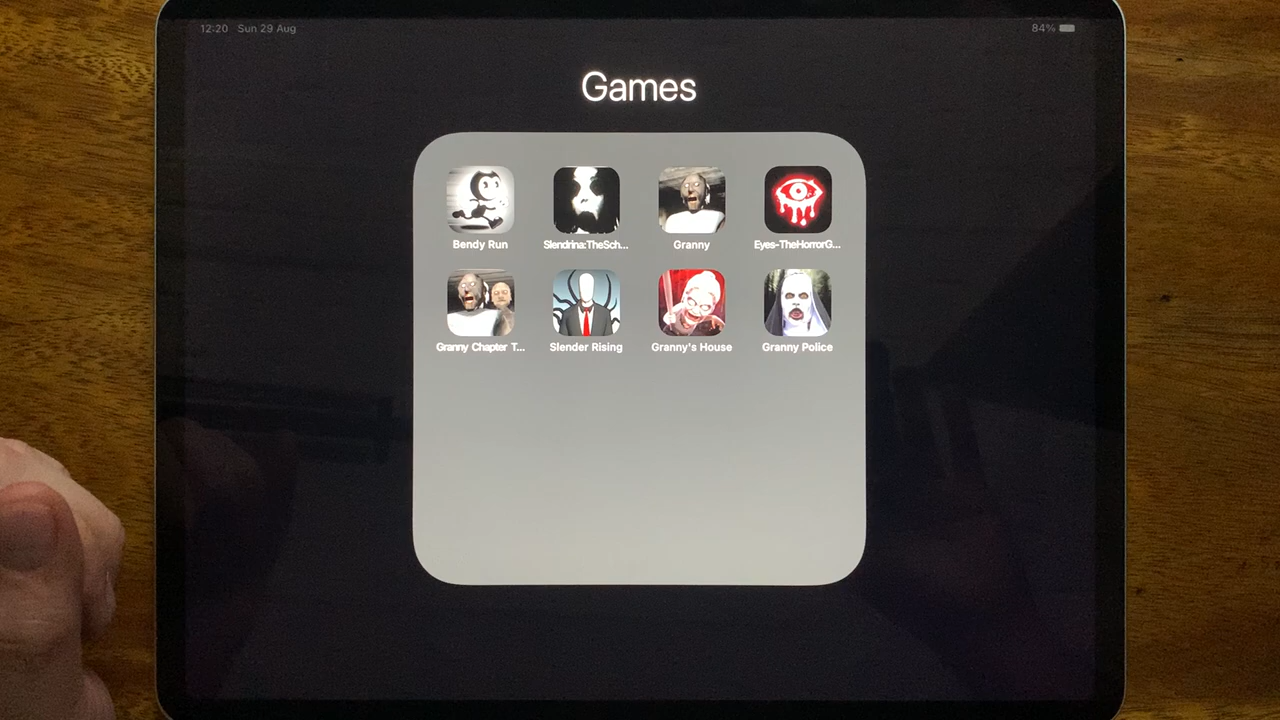 12:20 Sun 29 Aug
84%
Games
Bendy Run
Slendrina:TheSch...
Granny
Eyes-TheHorrorG...
Granny Chapter T...
Slender Rising
Granny's House
Granny Police